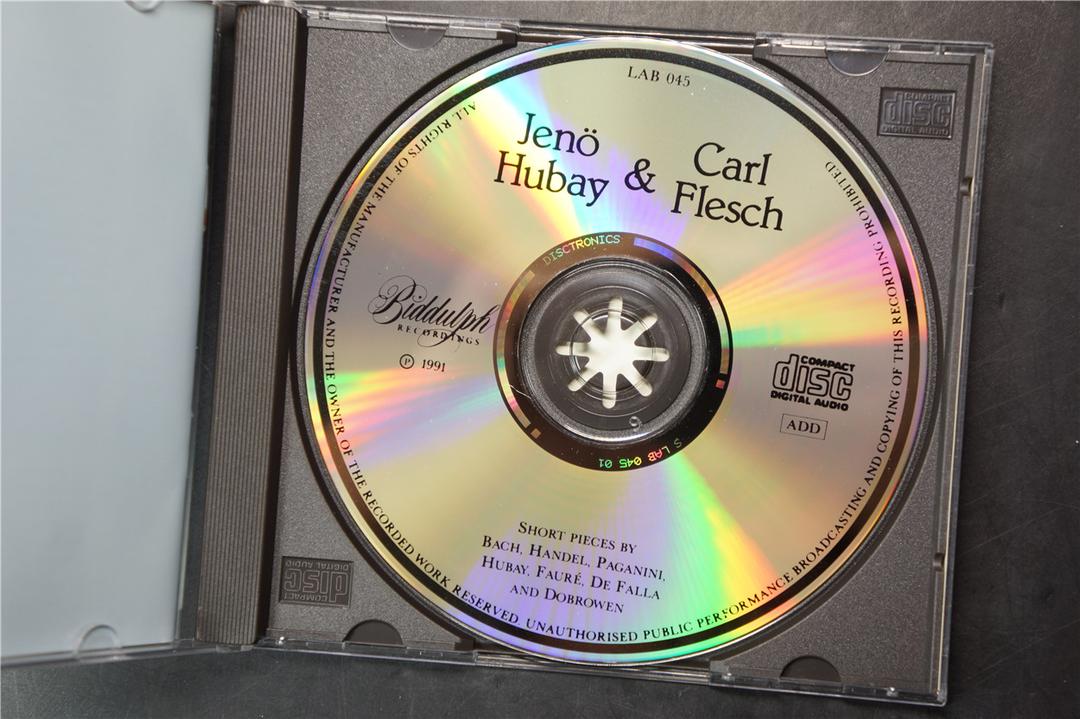 LAB 045
Jenö
Hubay
&
Carl
Flesch
DISCTRONICS
Biddulph
RECORDINGS
Ⓟ 1991
COMPACT
disc
DIGITAL AUDIO
ADD
S LAB 045 01
9
SHORT PIECES BY
BACH, HANDEL, PAGANINI,
HUBAY, FAURÉ, DE FALLA
AND DOBROWEN
ALL RIGHTS OF THE MANUFACTURER AND THE OWNER OF THE RECORDED WORK RESERVED. UNAUTHORISED PUBLIC PERFORMANCE BROADCASTING AND COPYING OF THIS RECORDING PROHIBITED
COMPACT
disc
DIGITAL AUDIO
COMPACT
disc
DIGITAL AUDIO